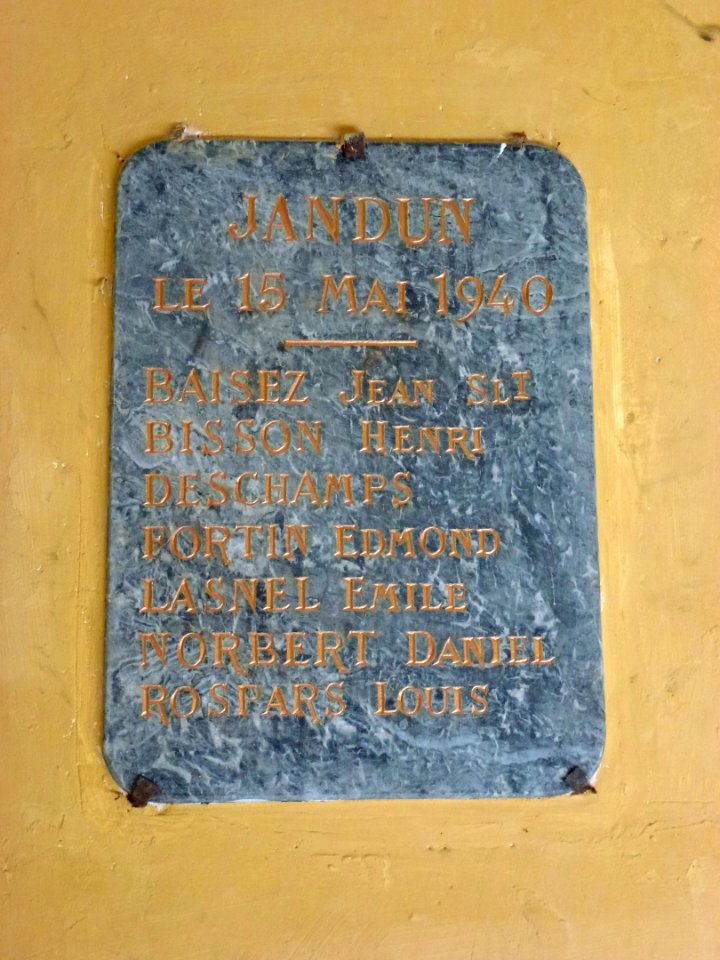 JANDUN
LE 15 MAI 1940
BAISEZ JEAN SLT
BISSON HENRI
DESCHAMPS
FORTIN EDMOND
LASNEL EMILE
NORBERT DANIEL
ROSPARS LOUIS